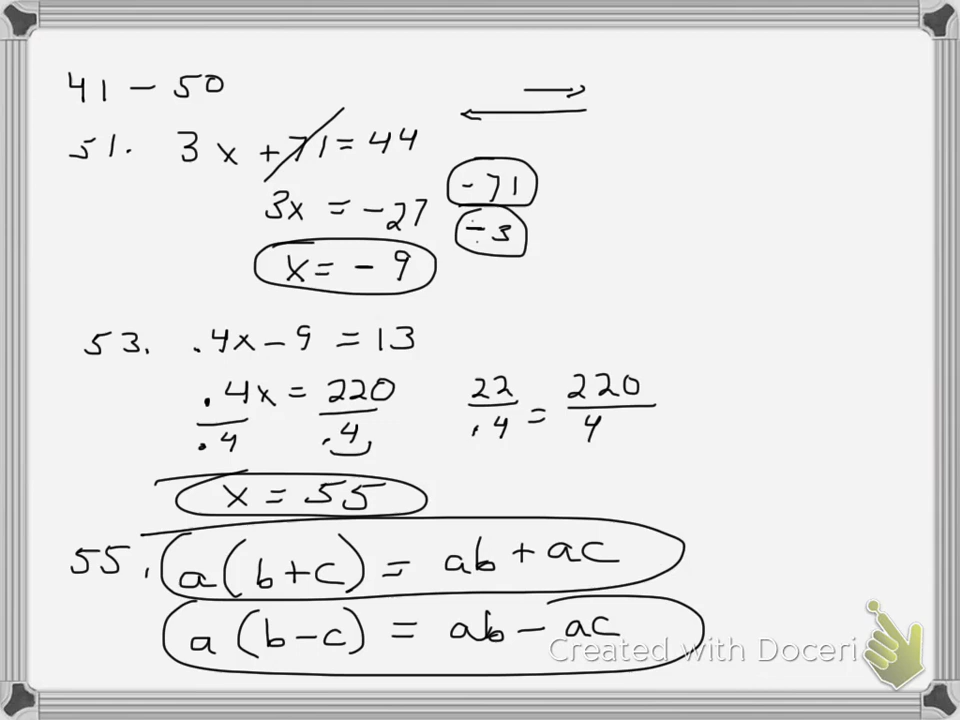 41 - 50
51. 3x + 71 = 44
3x = -27
-71
÷3
x = -9
53. .4x - 9 = 13
.4x = 220
.4 .4
22 = 220
.4 4
x = 55
55. a(b+c) = ab + ac
a(b-c) = ab - ac
Created with Doceri